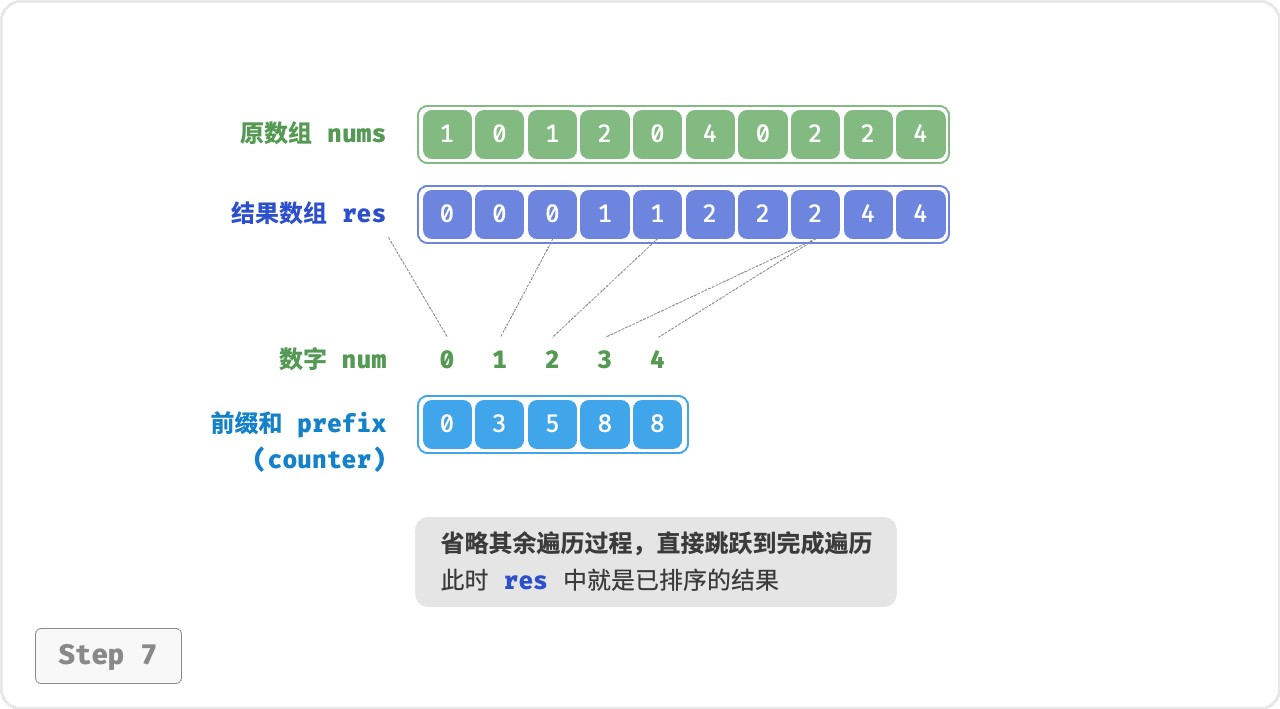 原数组 nums 1 0 1 2 0 4 0 2 2 4
结果数组 res 0 0 0 1 1 2 2 2 4 4
数字 num 0 1 2 3 4
前缀和 prefix 0 3 5 8 8
(counter)
省略其余遍历过程，直接跳跃到完成遍历
此时 res 中就是已排序的结果
Step 7